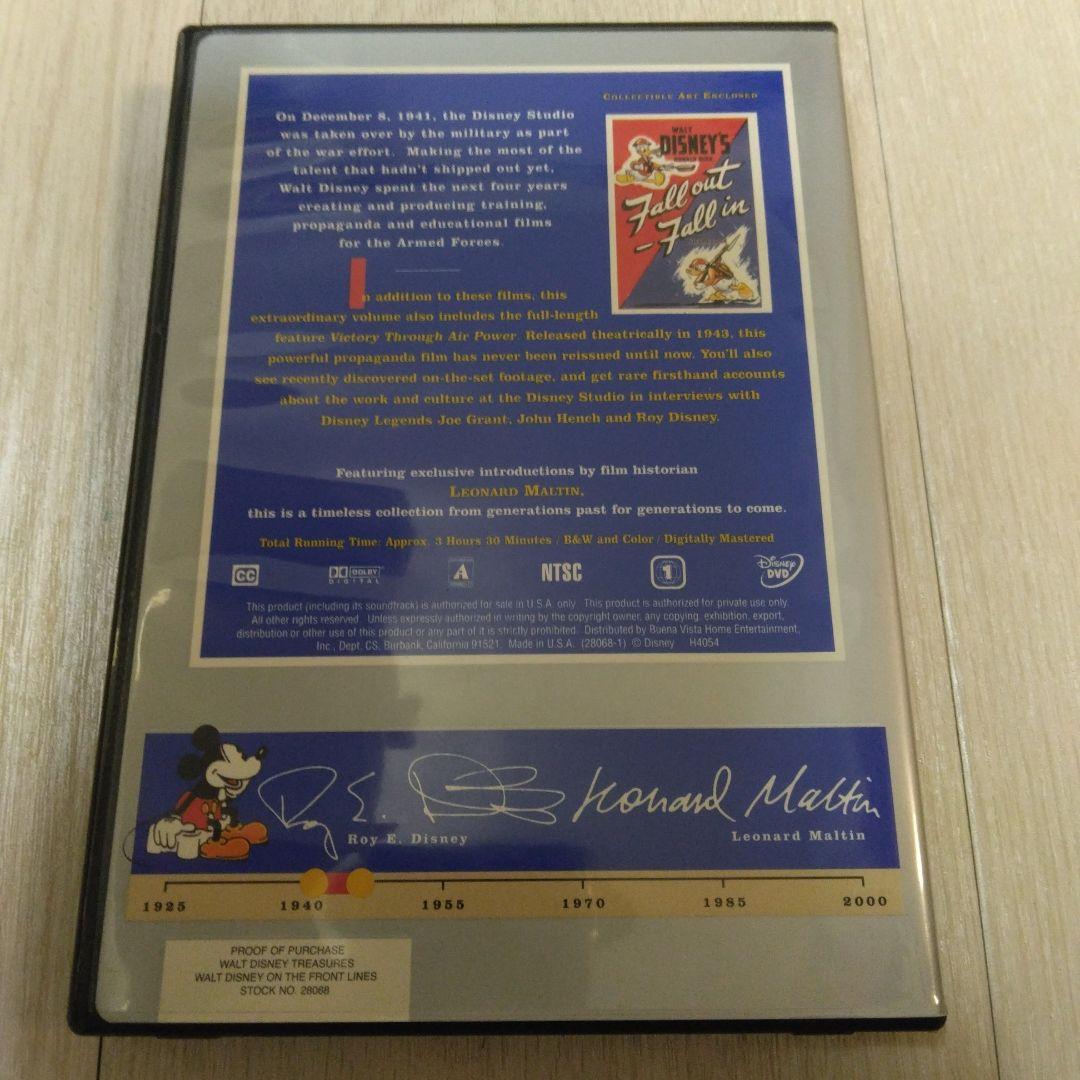 On December 8, 1941, the Disney Studio
was taken over by the military as part
of the war effort. Making the most of the
talent that hadn't shipped out yet,
Walt Disney spent the next four years
creating and producing training,
propaganda and educational films
for the Armed Forces.
COLLECTIBLE ART ENCLOSED
WALT
DISNEY'S
DONALD DUCK
Fall out
– Fall in
In addition to these films, this
extraordinary volume also includes the full-length
feature Victory Through Air Power. Released theatrically in 1943, this
powerful propaganda film has never been reissued until now. You'll also
see recently discovered on-the-set footage, and get rare firsthand accounts
about the work and culture at the Disney Studio in interviews with
Disney Legends Joe Grant, John Hench and Roy Disney.
Featuring exclusive introductions by film historian
LEONARD MALTIN,
this is a timeless collection from generations past for generations to come.
Total Running Time: Approx. 3 Hours 30 Minutes / B&W and Color / Digitally Mastered
CC
DOLBY
DIGITAL
A
NTSC
1
DISNEY
DVD
This product (including its soundtrack) is authorized for sale in U.S.A. only. This product is authorized for private use only.
All other rights reserved. Unless expressly authorized in writing by the copyright owner, any copying, exhibition, export,
distribution or other use of this product or any part of it is strictly prohibited. Distributed by Buena Vista Home Entertainment,
Inc., Dept. CS, Burbank, California 91521. Made in U.S.A. (28068-1) © Disney H4054
Roy E. Disney
Leonard Maltin
Roy E. Disney
Leonard Maltin
1925 1940 1955 1970 1985 2000
PROOF OF PURCHASE
WALT DISNEY TREASURES
WALT DISNEY ON THE FRONT LINES
STOCK NO. 28068